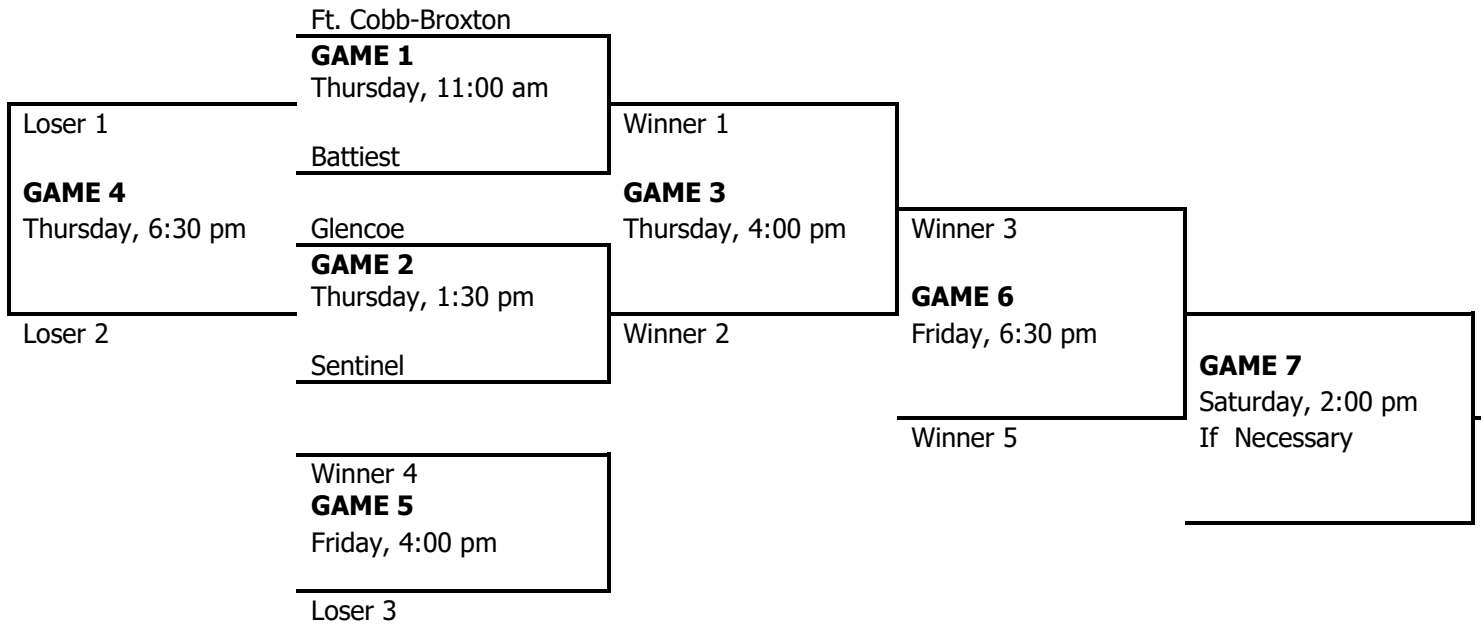 Ft. Cobb-Broxton
GAME 1
Thursday, 11:00 am
Loser 1
Winner 1
Battiest
GAME 4
GAME 3
Thursday, 6:30 pm
Glencoe
Thursday, 4:00 pm
Winner 3
GAME 2
Thursday, 1:30 pm
GAME 6
Loser 2
Winner 2
Friday, 6:30 pm
Sentinel
GAME 7
Saturday, 2:00 pm
Winner 5
If Necessary
Winner 4
GAME 5
Friday, 4:00 pm
Loser 3